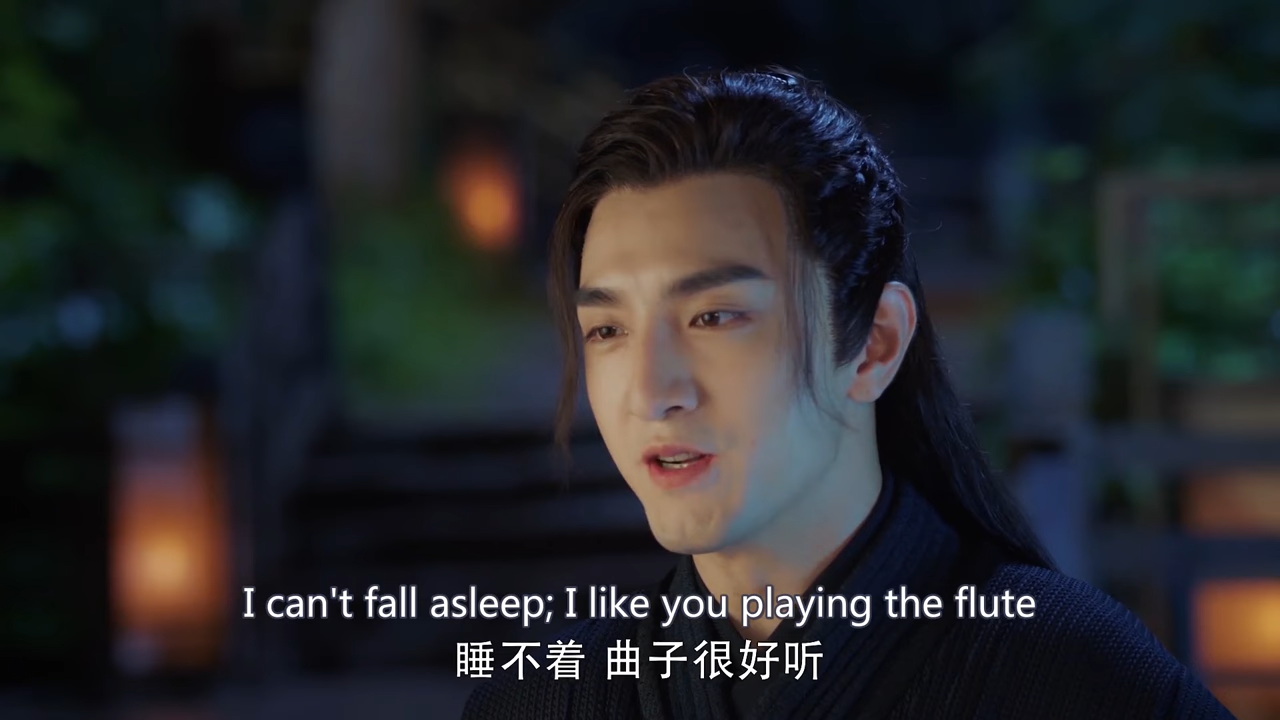 I can't fall asleep; I like you playing the flute
睡不着 曲子很好听